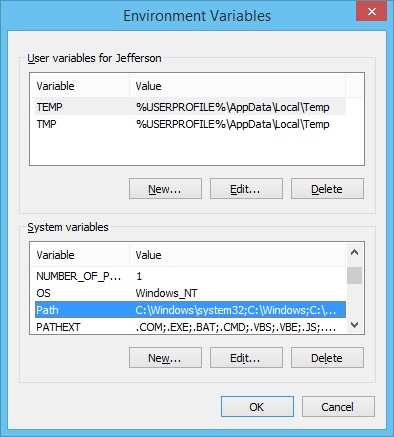 Environment Variables
User variables for Jefferson
Variable Value
TEMP %USERPROFILE%\AppData\Local\Temp
TMP %USERPROFILE%\AppData\Local\Temp
New... Edit... Delete
System variables
Variable Value
NUMBER_OF_P... 1
OS Windows_NT
Path C:\Windows\system32;C:\Windows;C:\...
PATHEXT .COM;.EXE;.BAT;.CMD;.VBS;.VBE;.JS;....
New... Edit... Delete
OK Cancel